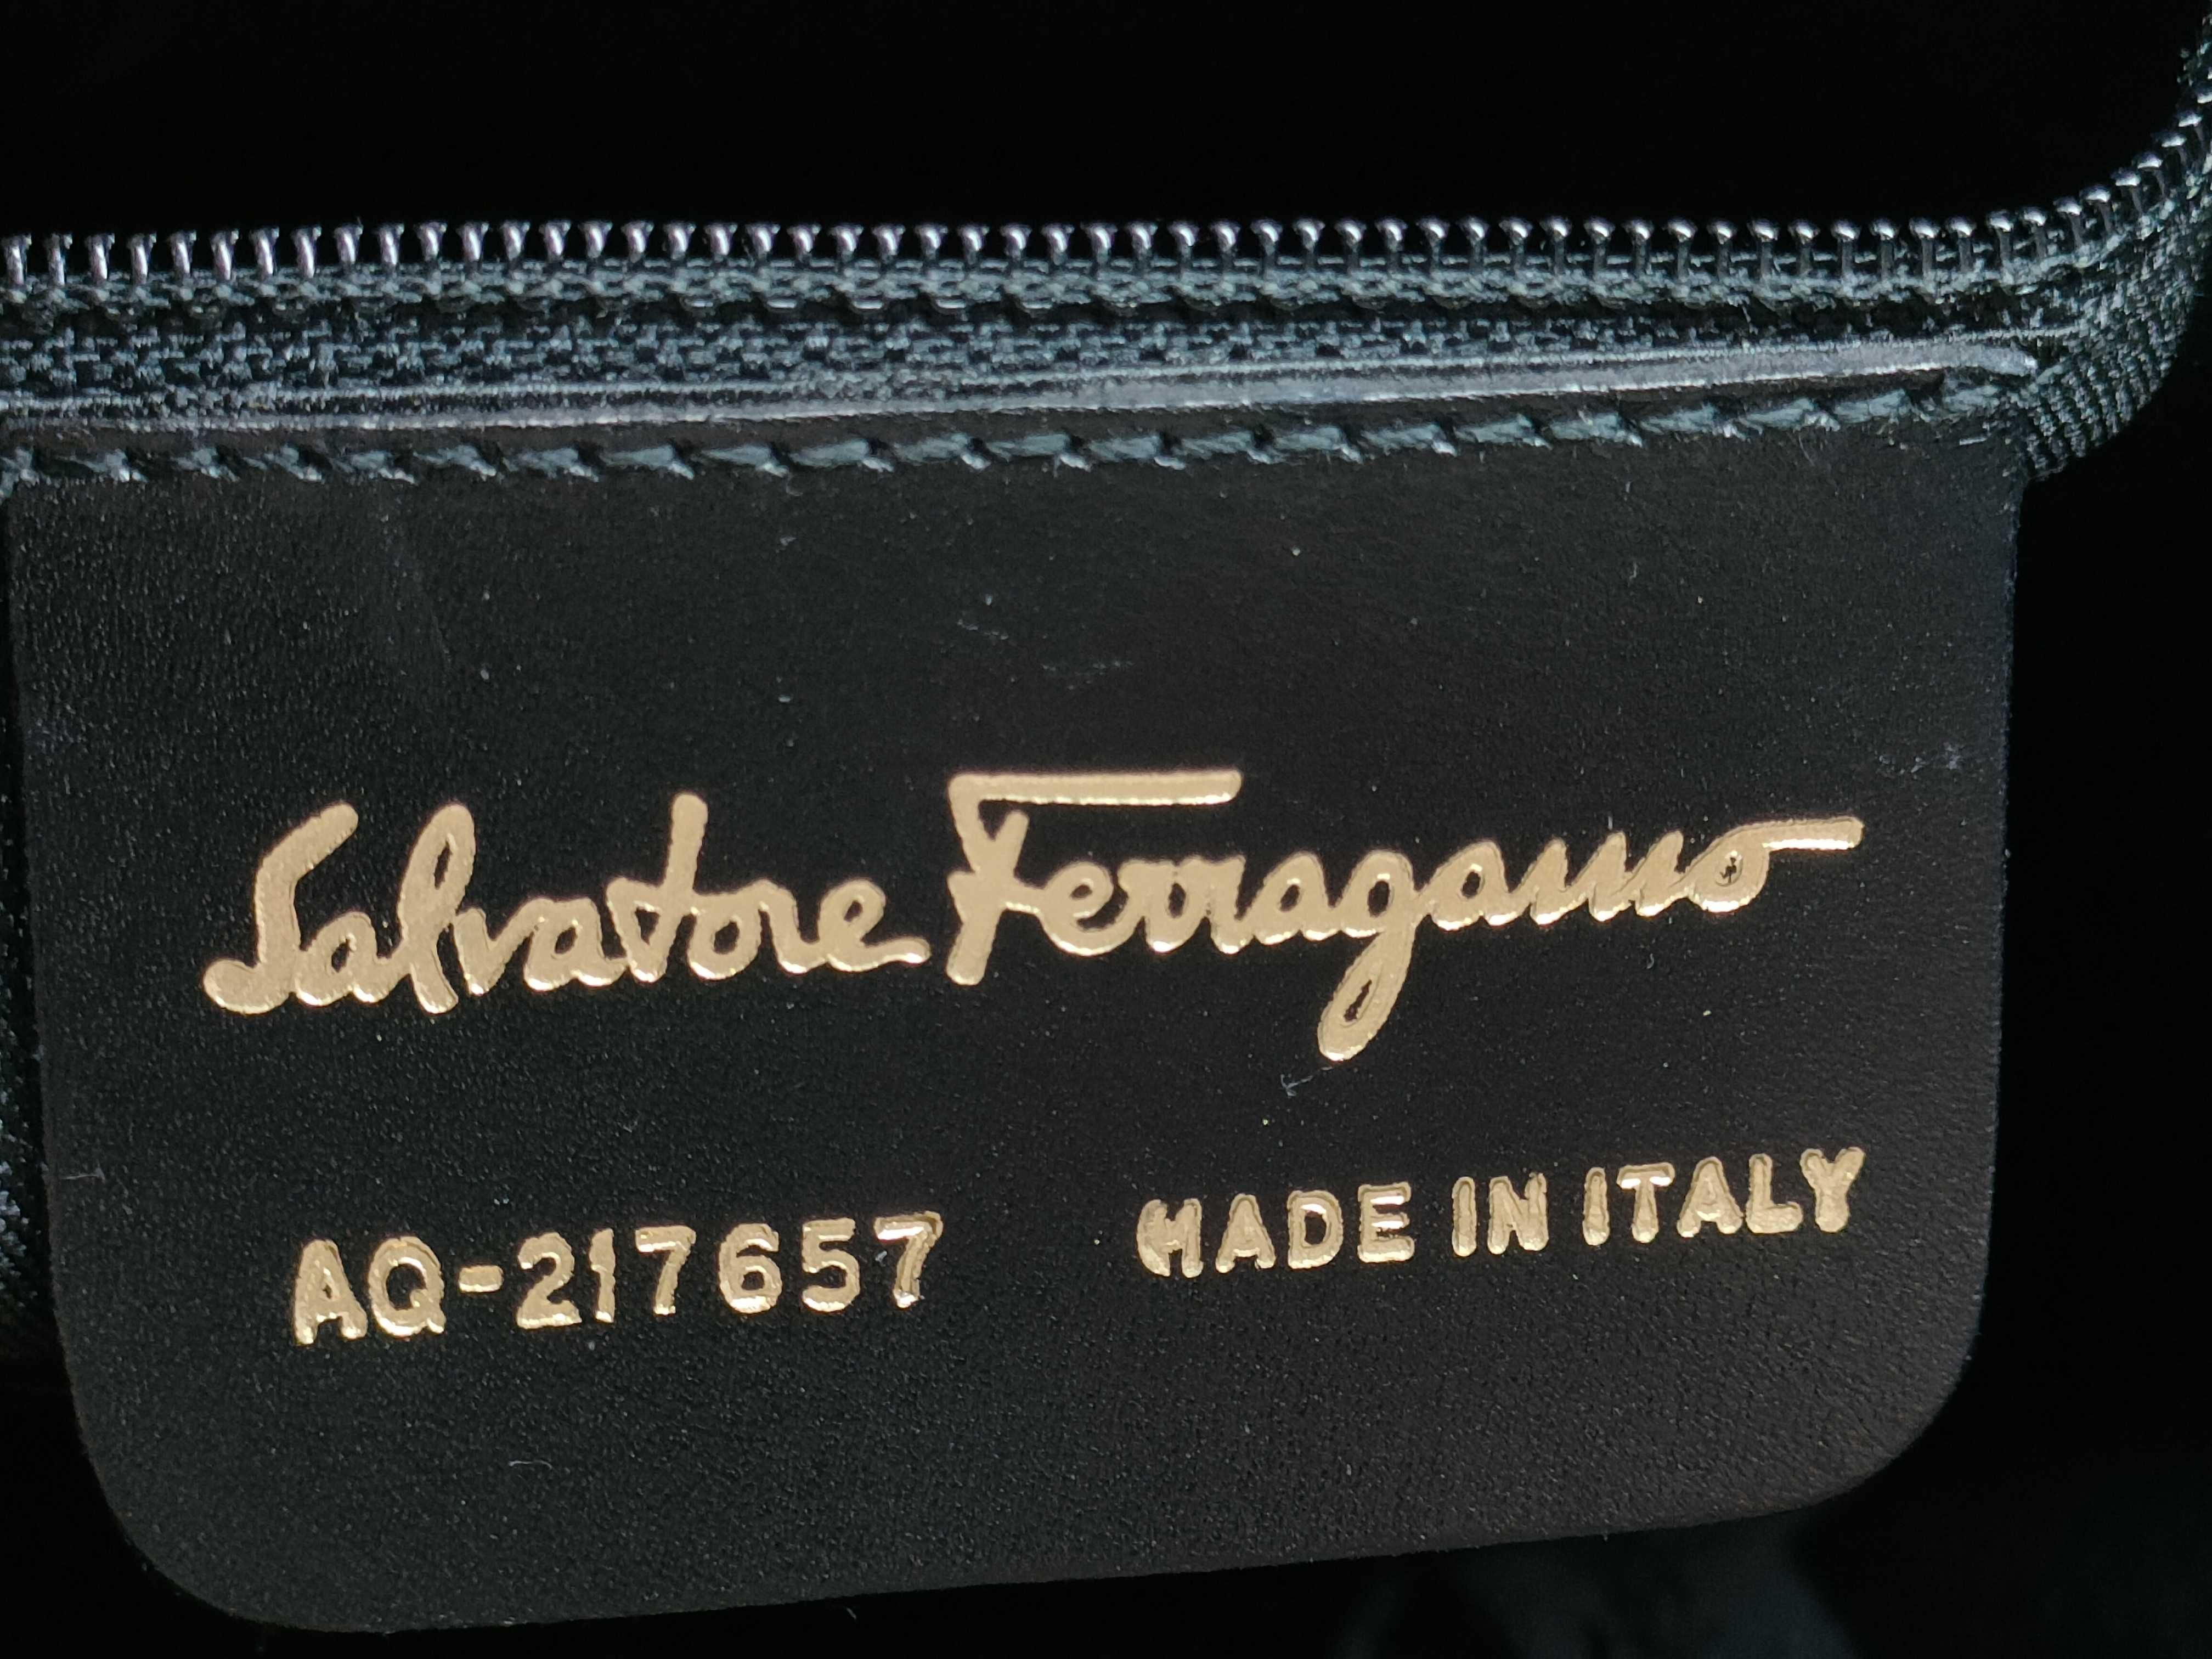 Salvatore Ferragamo
AQ-217657 MADE IN ITALY